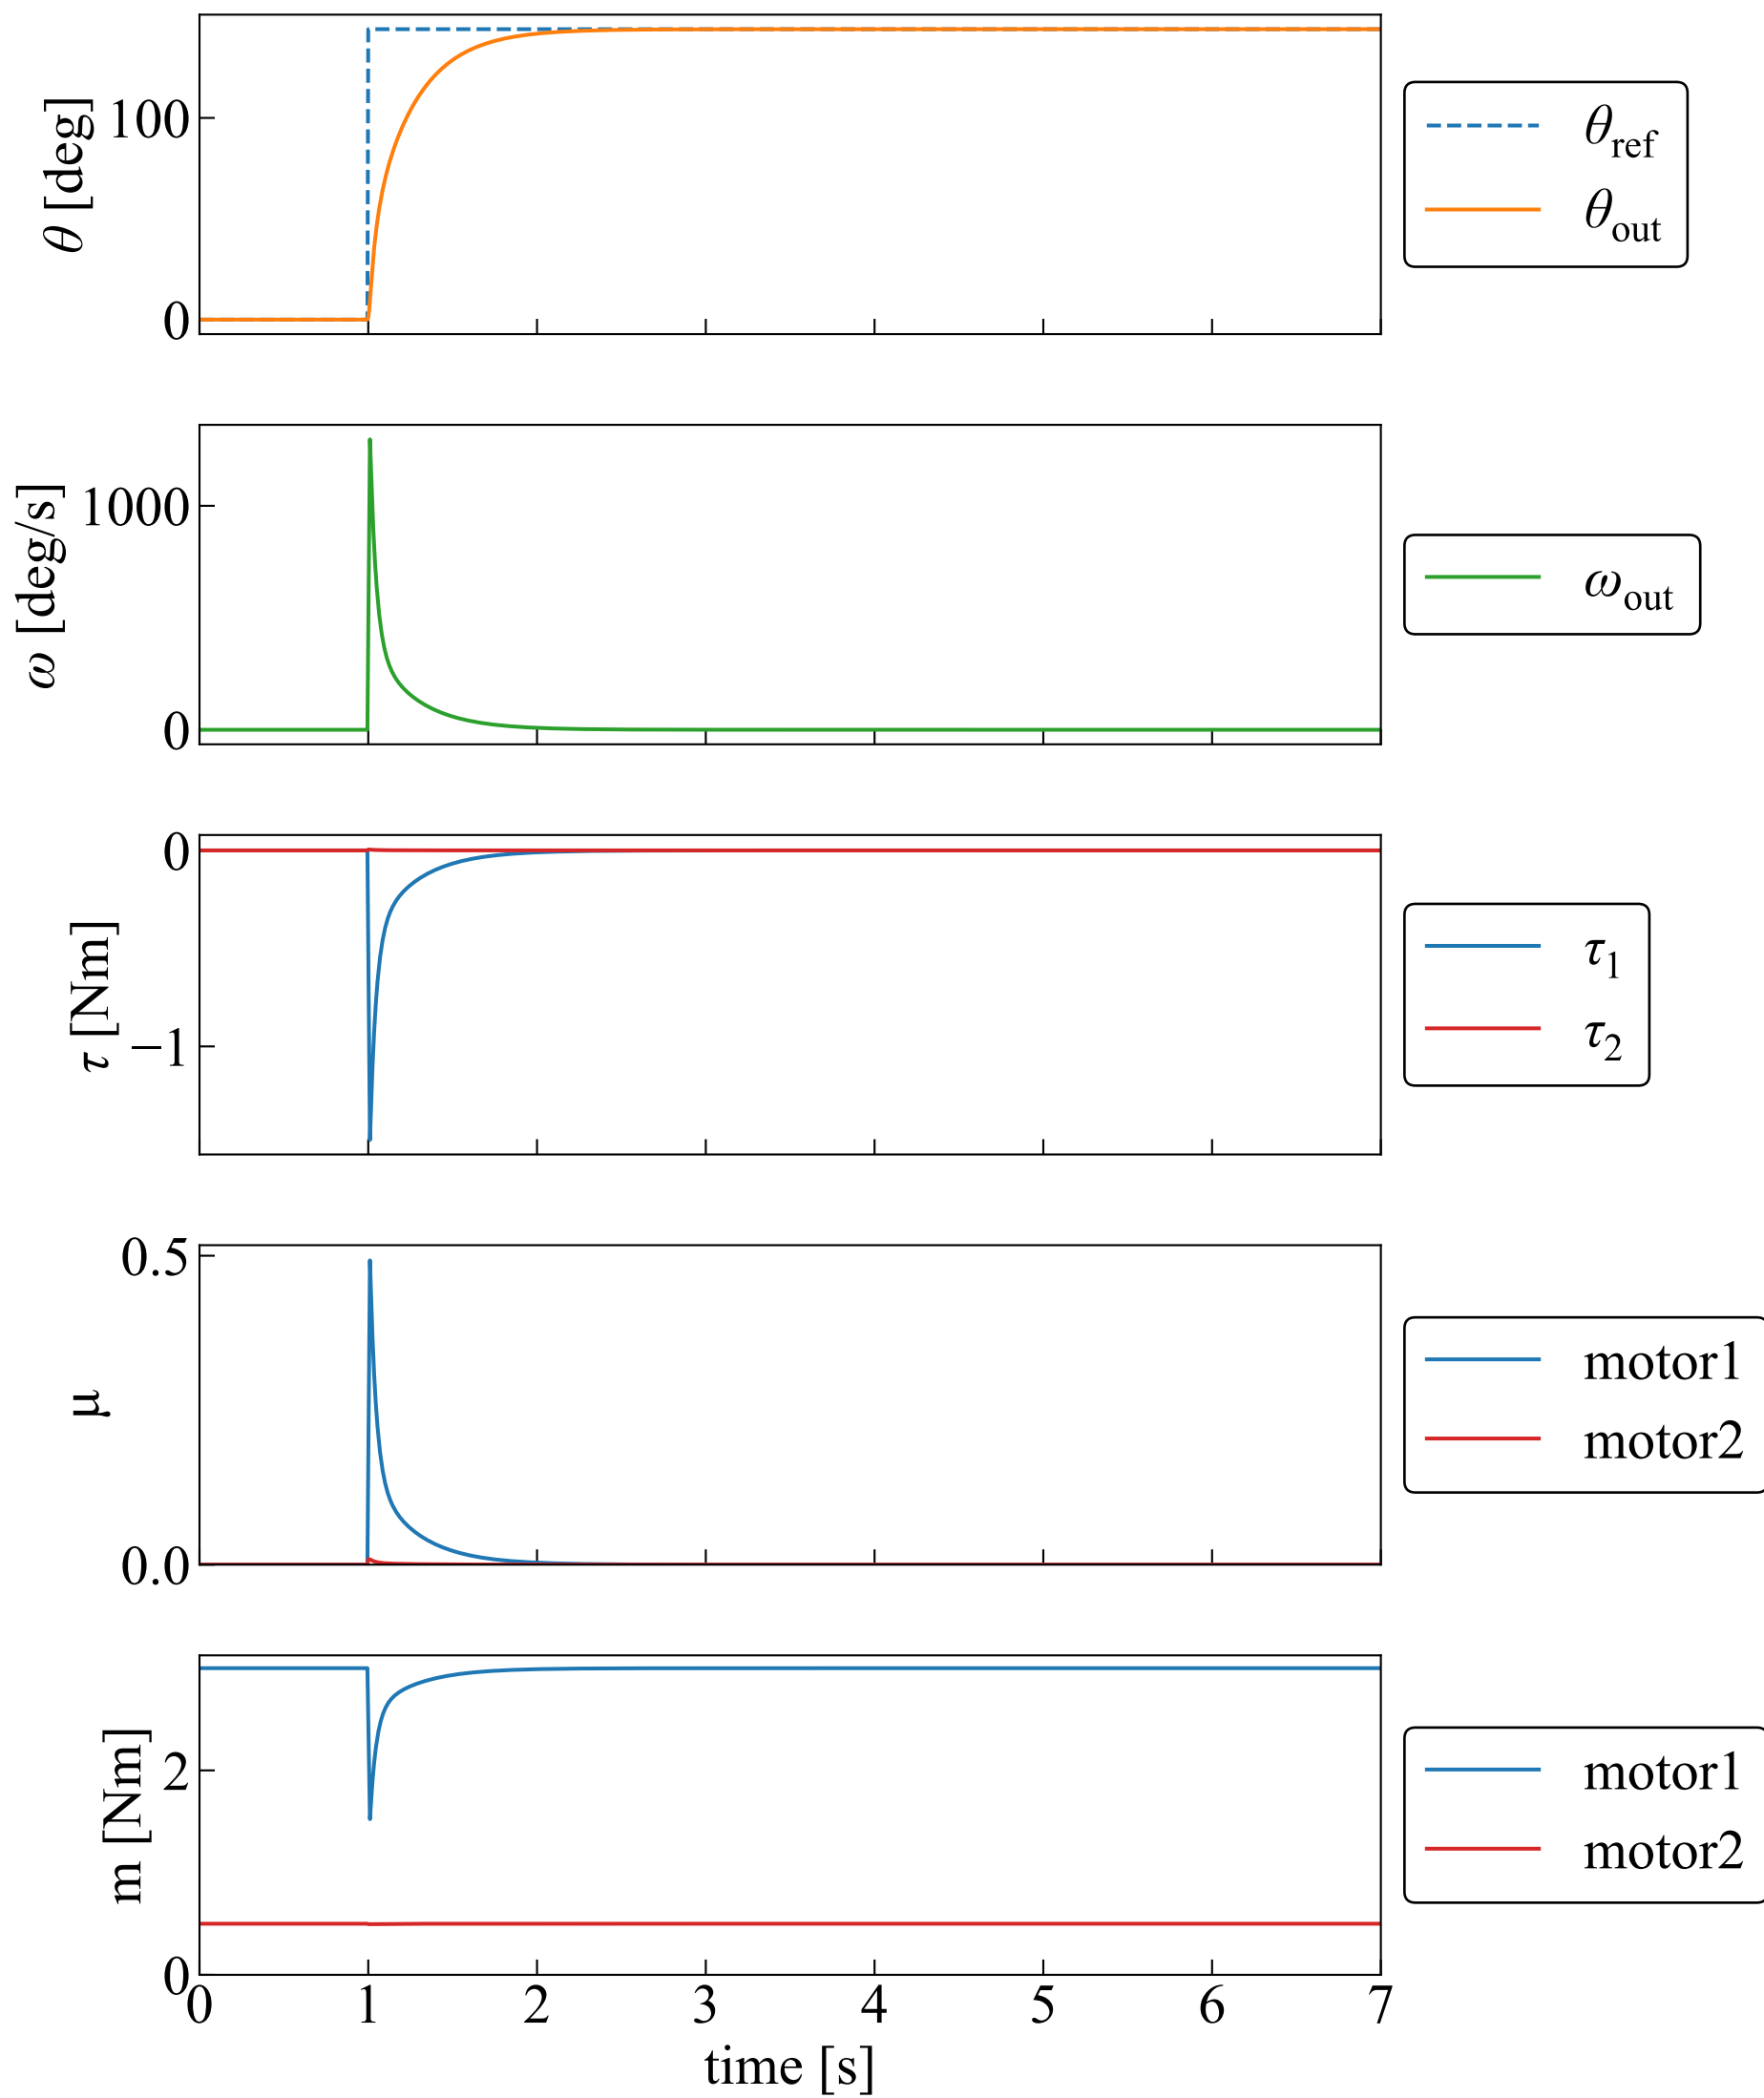 θ [deg]
100
0
θref
θout
ω [deg/s]
1000
0
ωout
τ [Nm]
0
−1
τ1
τ2
μ
0.5
0.0
motor1
motor2
m [Nm]
2
0
motor1
motor2
0 1 2 3 4 5 6 7
time [s]